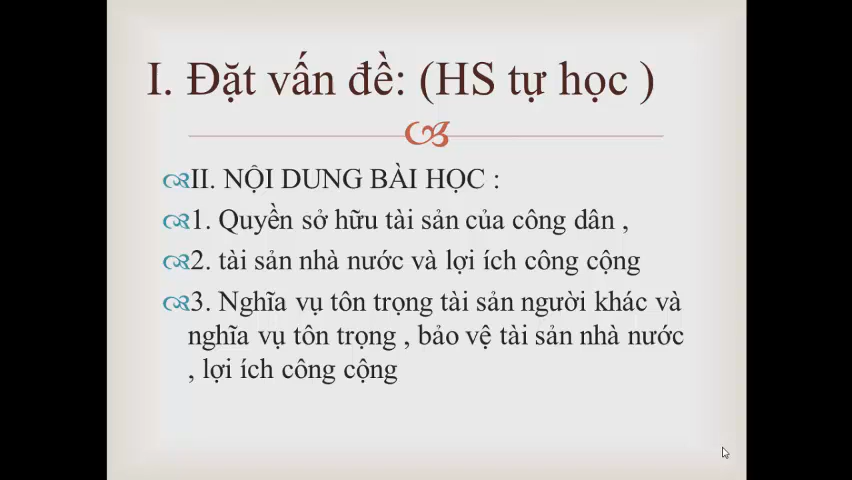 I. Đặt vấn đề: (HS tự học )
II. NỘI DUNG BÀI HỌC :
1. Quyền sở hữu tài sản của công dân ,
2. tài sản nhà nước và lợi ích công cộng
3. Nghĩa vụ tôn trọng tài sản người khác và
nghĩa vụ tôn trọng , bảo vệ tài sản nhà nước
, lợi ích công cộng